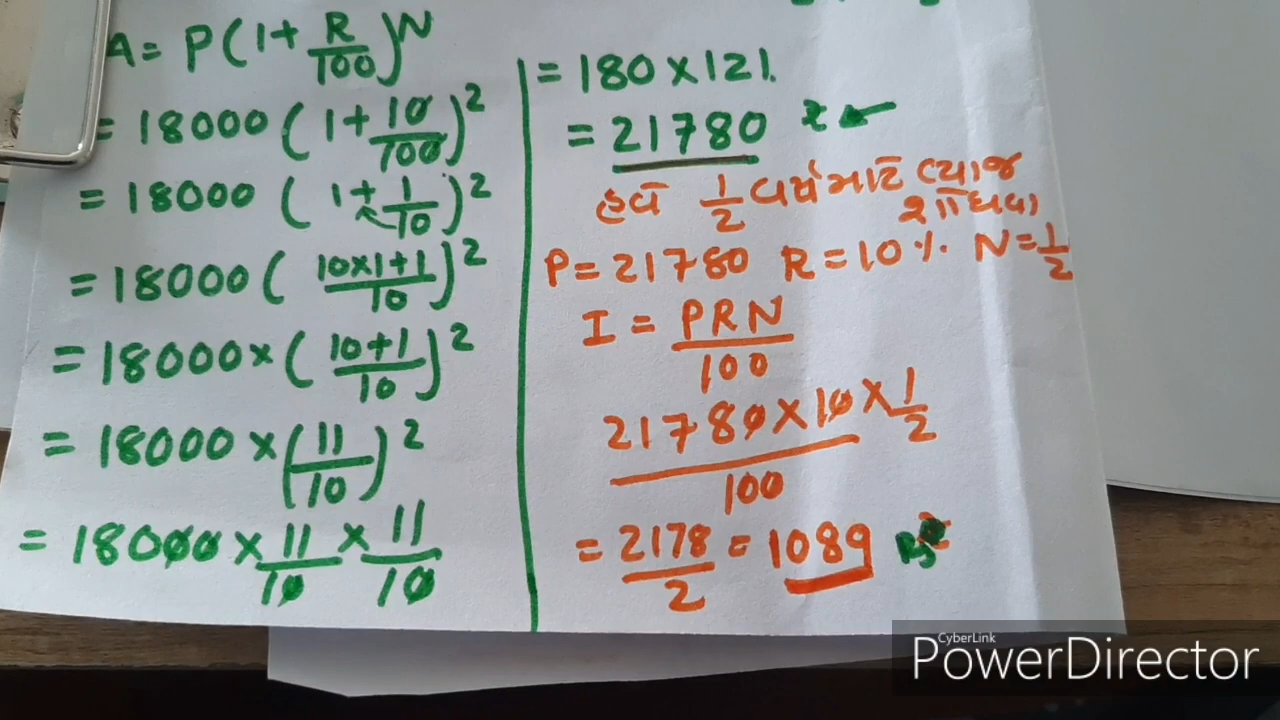 A = P(1+R/100)^N
= 18000 (1+10/100)^2
= 18000 (1+1/10)^2
= 18000 (10×1+1/10)^2
= 18000 × (10+1/10)^2
= 18000 × (11/10)^2
= 18000 × 11/10 × 11/10
= 180 × 121
= 21780 ₹
હવે 1/2 વર્ષ માટે વ્યાજ
શોધવા
P = 21780 R = 10% N = 1/2
I = PRN/100
21780 × 10 × 1/2 / 100
= 2178/2 = 1089
CyberLink
PowerDirector